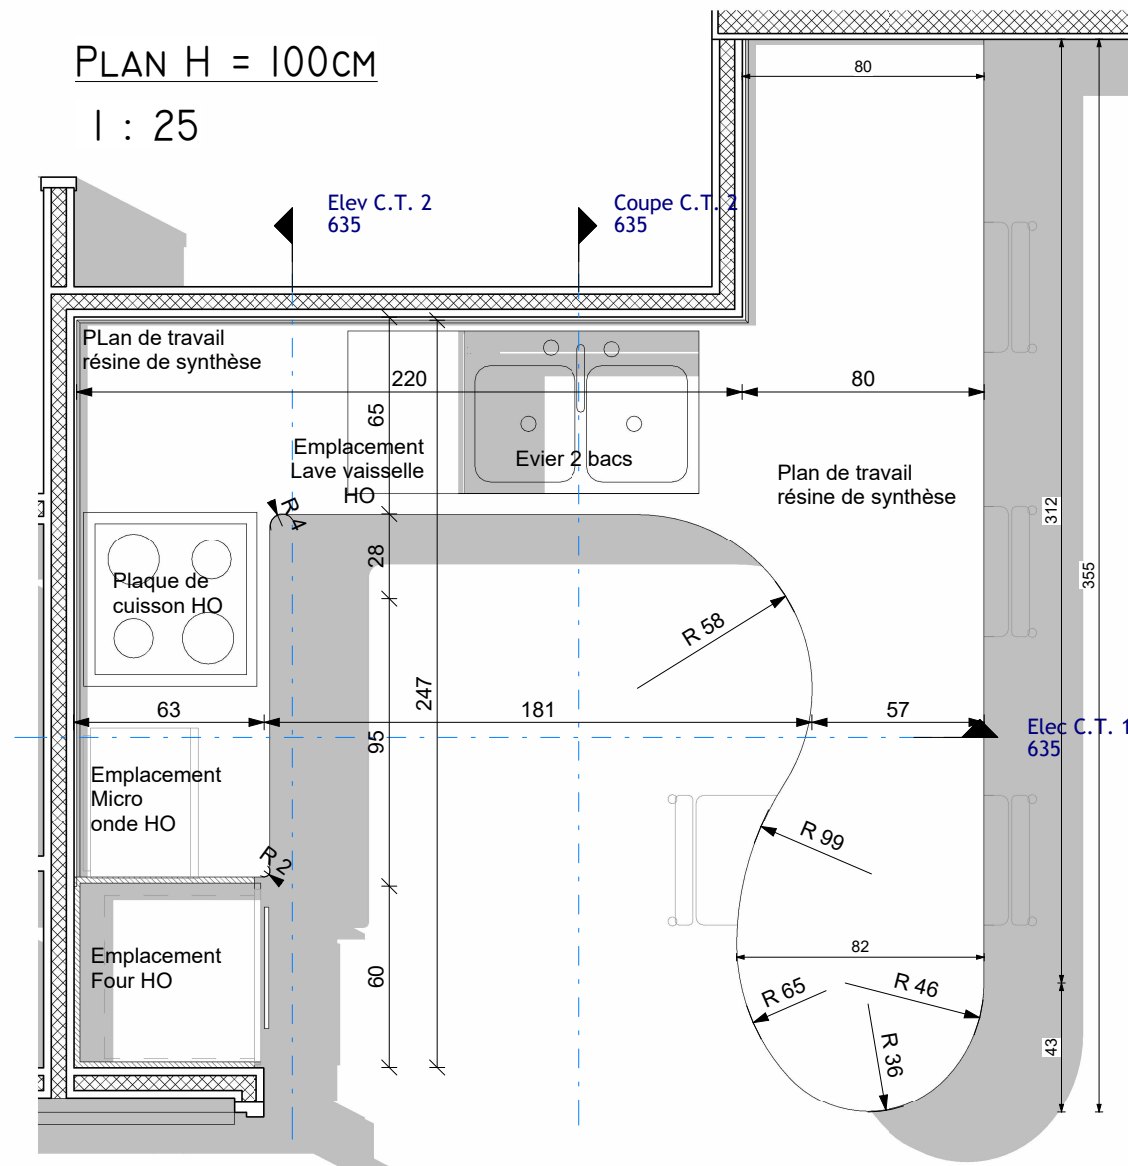 PLAN H = 100CM
1 : 25
80
Elev C.T. 2
635
Coupe C.T. 2
635
PLan de travail
résine de synthèse
220
80
65
Emplacement
Lave vaisselle
HO
Evier 2 bacs
Plan de travail
résine de synthèse
R 4
312
28
355
Plaque de
cuisson HO
R 58
247
63
181
57
95
Elec C.T. 1
635
Emplacement
Micro
onde HO
R 99
R 2
82
Emplacement
Four HO
60
R 65
R 46
R 36
43